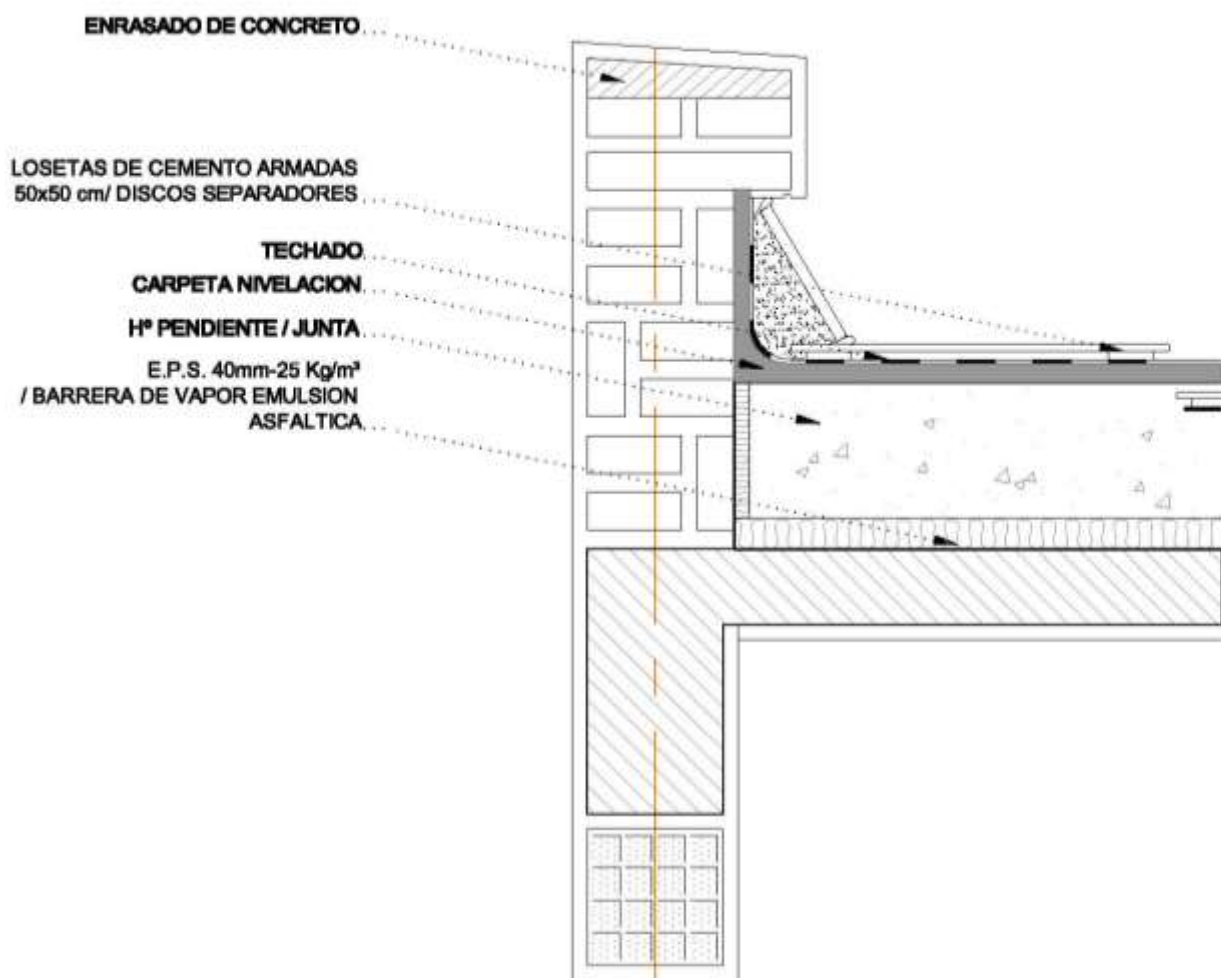 ENRASADO DE CONCRETO
LOSETAS DE CEMENTO ARMADAS
50x50 cm/ DISCOS SEPARADORES
TECHADO
CARPETA NIVELACION
Hº PENDIENTE / JUNTA
E.P.S. 40mm-25 Kg/m³
/ BARRERA DE VAPOR EMULSION
ASFALTICA